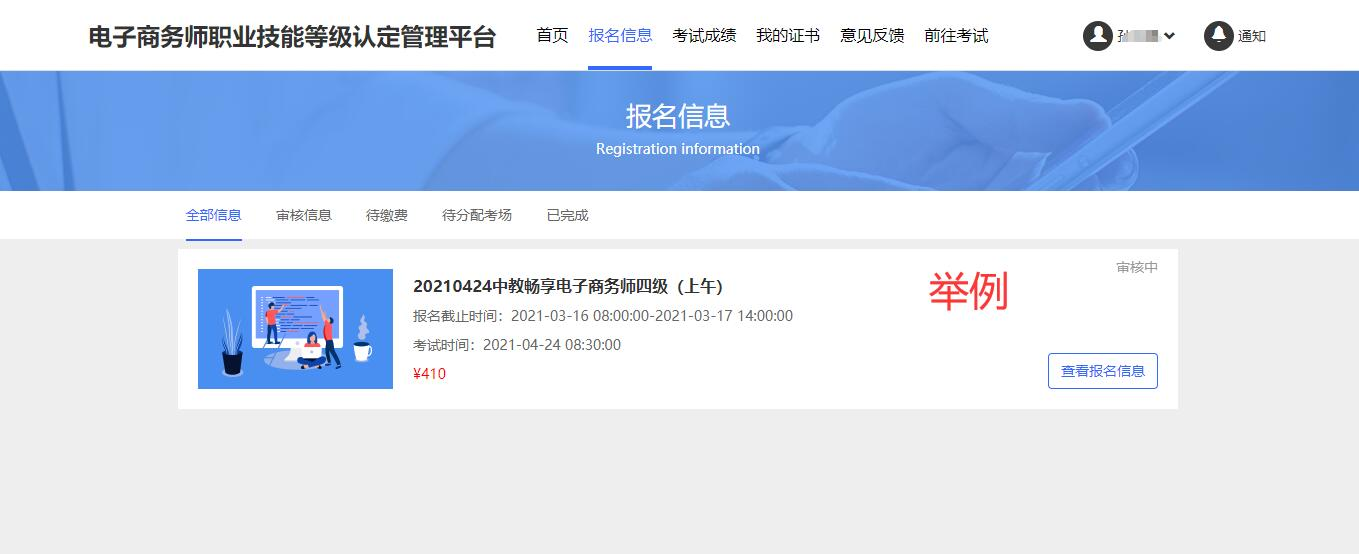 电子商务师职业技能等级认定管理平台
首页 报名信息 考试成绩 我的证书 意见反馈 前往考试
孙
通知
报名信息
Registration information
全部信息 审核信息 待缴费 待分配考场 已完成
审核中
20210424中教畅享电子商务师四级（上午）
举例
报名截止时间：2021-03-16 08:00:00-2021-03-17 14:00:00
考试时间：2021-04-24 08:30:00
¥410
查看报名信息